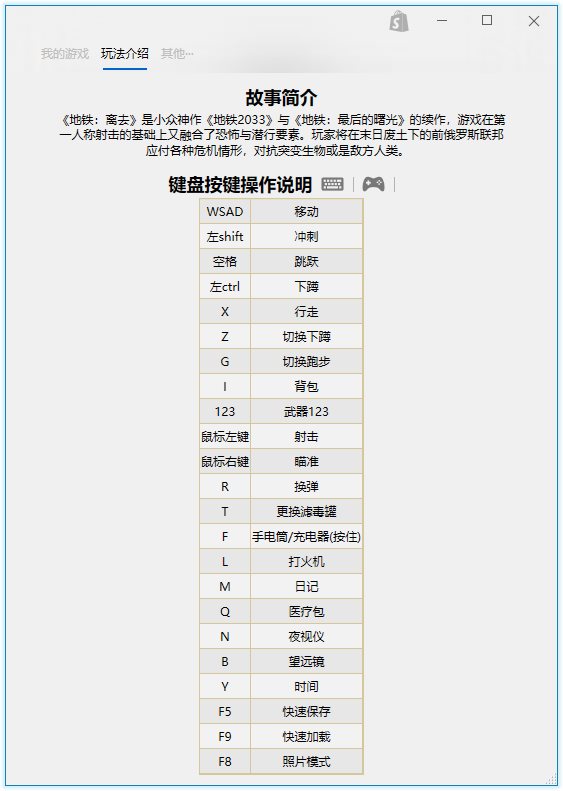 我的游戏 玩法介绍 其他...
故事简介
《地铁：离去》是小众神作《地铁2033》与《地铁：最后的曙光》的续作，游戏在第
一人称射击的基础上又融合了恐怖与潜行要素。玩家将在末日废土下的前俄罗斯联邦
应付各种危机情形，对抗突变生物或是敌方人类。
键盘按键操作说明
WSAD 移动
左shift 冲刺
空格 跳跃
左ctrl 下蹲
X 行走
Z 切换下蹲
G 切换跑步
I 背包
123 武器123
鼠标左键 射击
鼠标右键 瞄准
R 换弹
T 更换滤毒罐
F 手电筒/充电器(按住)
L 打火机
M 日记
Q 医疗包
N 夜视仪
B 望远镜
Y 时间
F5 快速保存
F9 快速加载
F8 照片模式